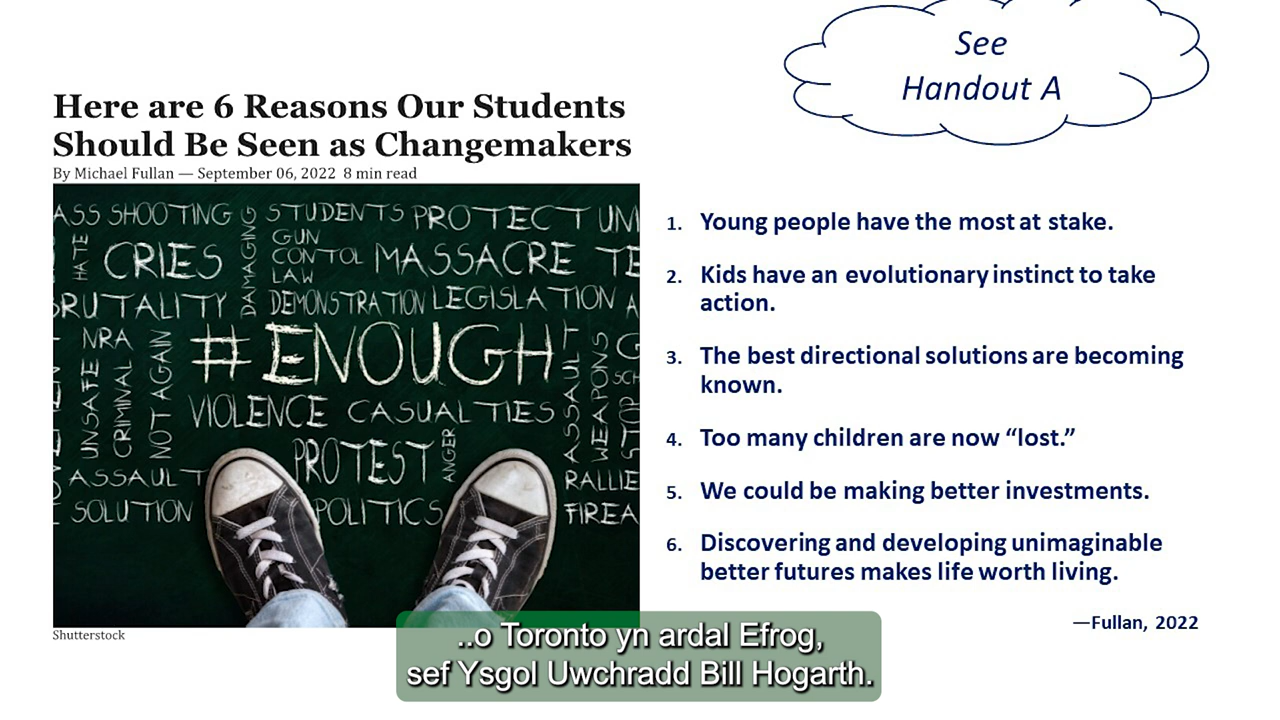 See
Handout A
Here are 6 Reasons Our Students
Should Be Seen as Changemakers
By Michael Fullan — September 06, 2022 8 min read
ASS SHOOTING
DAMAGING
STUDENTS PROTECT
HATE
CRIES
GUN
CONTOL
LAW
MASSACRE
BRUTALITY
DEMONSTRATION LEGISLATION
NRA
UNSAFE
CRIMINAL
NOT AGAIN
#ENOUGH
ASSAULT
WEAPONS
VIOLENCE CASUALTIES
PROTEST
ANGER
ASSAULT
RALLIE
SOLUTION
POLITICS
FIREA
Shutterstock
1. Young people have the most at stake.
2. Kids have an evolutionary instinct to take
action.
3. The best directional solutions are becoming
known.
4. Too many children are now “lost.”
5. We could be making better investments.
6. Discovering and developing unimaginable
better futures makes life worth living.
—Fullan, 2022
..o Toronto yn ardal Efrog,
sef Ysgol Uwchradd Bill Hogarth.